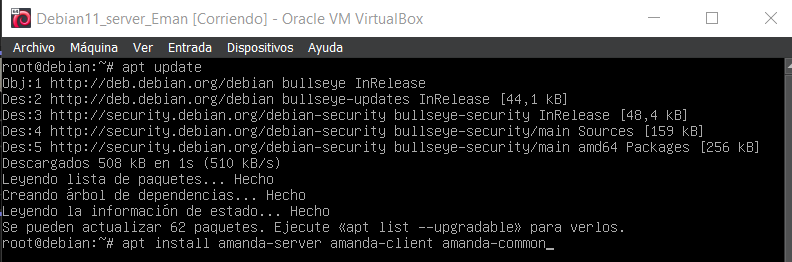 Debian11_server_Eman [Corriendo] - Oracle VM VirtualBox
Archivo Máquina Ver Entrada Dispositivos Ayuda
root@debian:~# apt update
Obj:1 http://deb.debian.org/debian bullseye InRelease
Des:2 http://deb.debian.org/debian bullseye-updates InRelease [44,1 kB]
Des:3 http://security.debian.org/debian-security bullseye-security InRelease [48,4 kB]
Des:4 http://security.debian.org/debian-security bullseye-security/main Sources [159 kB]
Des:5 http://security.debian.org/debian-security bullseye-security/main amd64 Packages [256 kB]
Descargados 508 kB en 1s (510 kB/s)
Leyendo lista de paquetes... Hecho
Creando árbol de dependencias... Hecho
Leyendo la información de estado... Hecho
Se pueden actualizar 62 paquetes. Ejecute «apt list --upgradable» para verlos.
root@debian:~# apt install amanda-server amanda-client amanda-common_